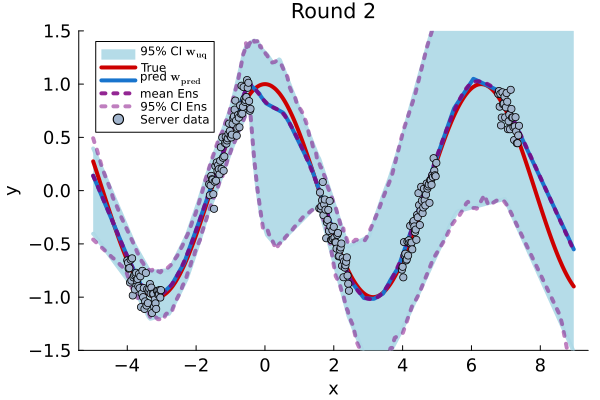 Round 2
95% CI w_uq
True
pred w_pred
mean Ens
95% CI Ens
Server data
y
1.5
1.0
0.5
0.0
−0.5
−1.0
−1.5
−4
−2
0
2
4
6
8
x